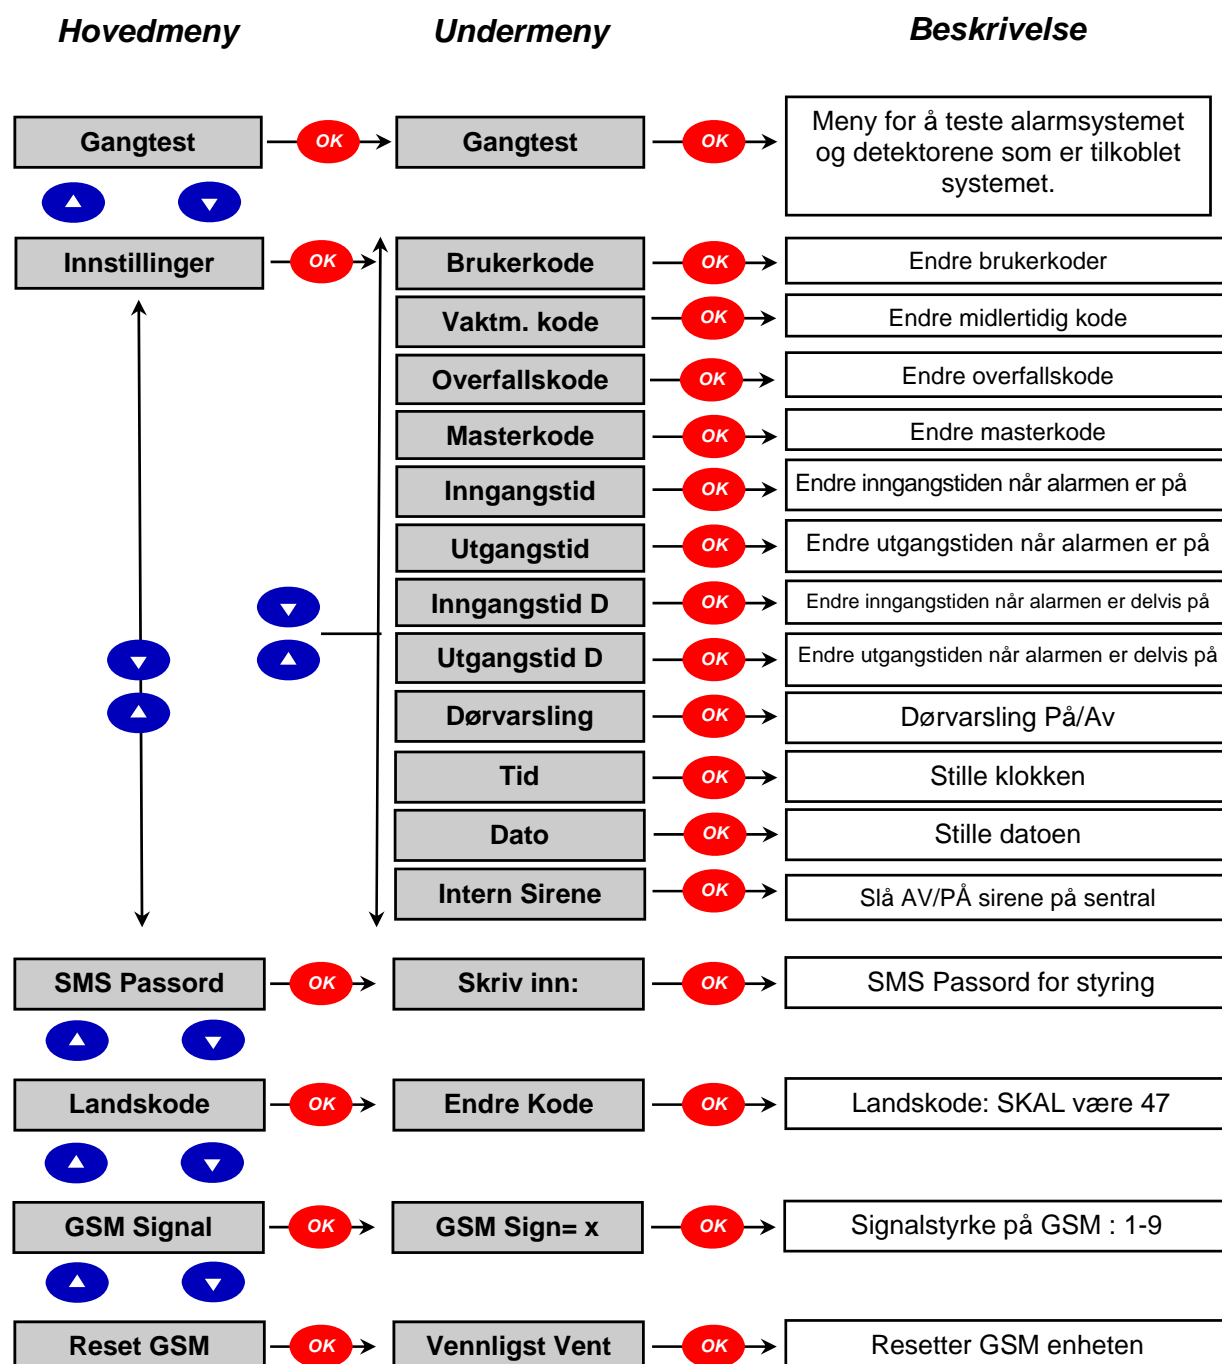 Hovedmeny Undermeny Beskrivelse
Gangtest OK Gangtest OK Meny for å teste alarmsystemet
og detektorene som er tilkoblet
systemet.
Innstillinger OK Brukerkode OK Endre brukerkoder
Vaktm. kode OK Endre midlertidig kode
Overfallskode OK Endre overfallskode
Masterkode OK Endre masterkode
Inngangstid OK Endre inngangstiden når alarmen er på
Utgangstid OK Endre utgangstiden når alarmen er på
Inngangstid D OK Endre inngangstiden når alarmen er delvis på
Utgangstid D OK Endre utgangstiden når alarmen er delvis på
Dørvarsling OK Dørvarsling På/Av
Tid OK Stille klokken
Dato OK Stille datoen
Intern Sirene OK Slå AV/PÅ sirene på sentral
SMS Passord OK Skriv inn: OK SMS Passord for styring
Landskode OK Endre Kode OK Landskode: SKAL være 47
GSM Signal OK GSM Sign= x OK Signalstyrke på GSM : 1-9
Reset GSM OK Vennligst Vent OK Resetter GSM enheten